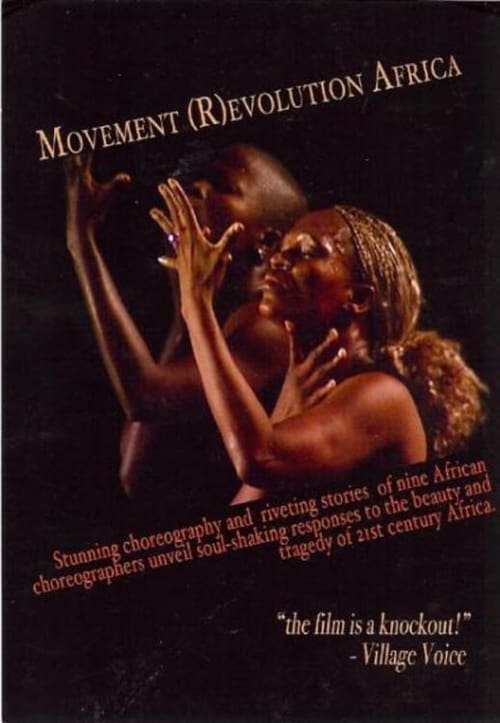 MOVEMENT (R)EVOLUTION AFRICA
Stunning choreography and riveting stories of nine African
choreographers unveil soul-shaking responses to the beauty and
tragedy of 21st century Africa.
"the film is a knockout!"
- Village Voice